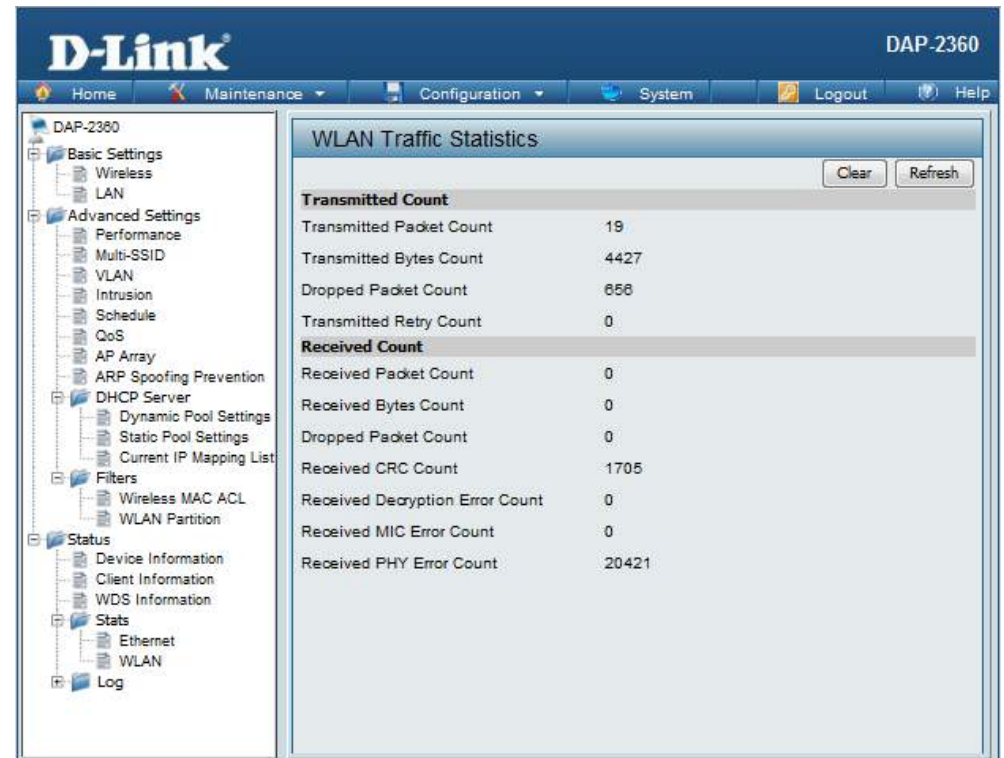 D-Link®
DAP-2360
Home Maintenance Configuration System Logout Help
DAP-2360
Basic Settings
Wireless
LAN
Advanced Settings
Performance
Multi-SSID
VLAN
Intrusion
Schedule
QoS
AP Array
ARP Spoofing Prevention
DHCP Server
Dynamic Pool Settings
Static Pool Settings
Current IP Mapping List
Filters
Wireless MAC ACL
WLAN Partition
Status
Device Information
Client Information
WDS Information
Stats
Ethernet
WLAN
Log
WLAN Traffic Statistics
Clear Refresh
Transmitted Count
Transmitted Packet Count 19
Transmitted Bytes Count 4427
Dropped Packet Count 656
Transmitted Retry Count 0
Received Count
Received Packet Count 0
Received Bytes Count 0
Dropped Packet Count 0
Received CRC Count 1705
Received Decryption Error Count 0
Received MIC Error Count 0
Received PHY Error Count 20421